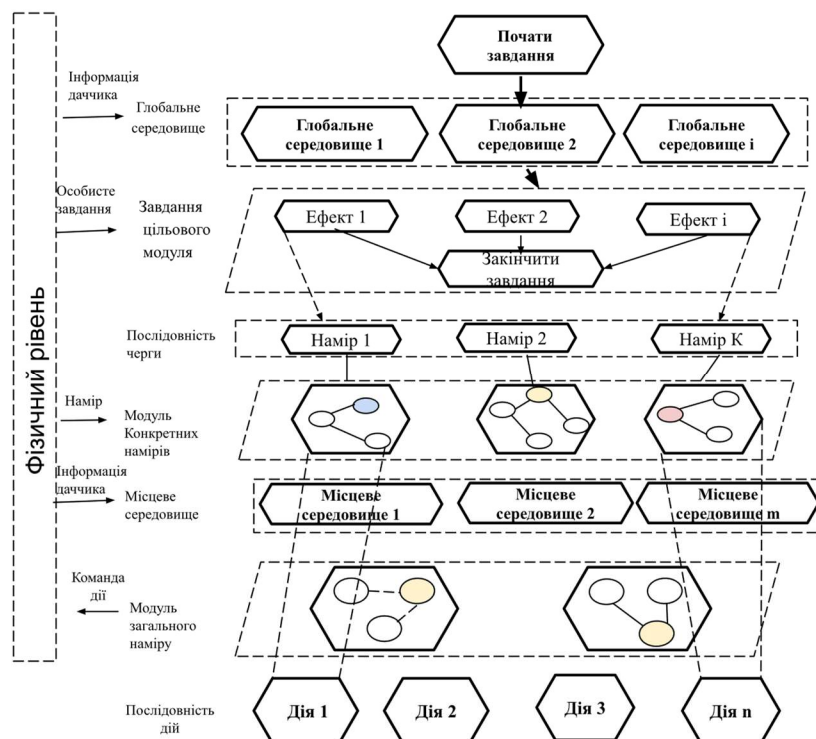 Почати
завдання
Інформація
даччика
Глобальне
середовище
Глобальне
середовище 1
Глобальне
середовище 2
Глобальне
середовище i
Особисте
завдання
Завдання
цільового
модуля
Ефект 1
Ефект 2
Ефект i
Закінчити
завдання
Фізичний рівень
Послідовність
черги
Намір 1
Намір 2
Намір К
Намір
Модуль
Конкретних
намірів
Інформація
даччика
Місцеве
середовище
Місцеве
середовище 1
Місцеве
середовище 2
Місцеве
середовище m
Команда
дії
Модуль
загального
наміру
Послідовність
дій
Дія 1
Дія 2
Дія 3
Дія n